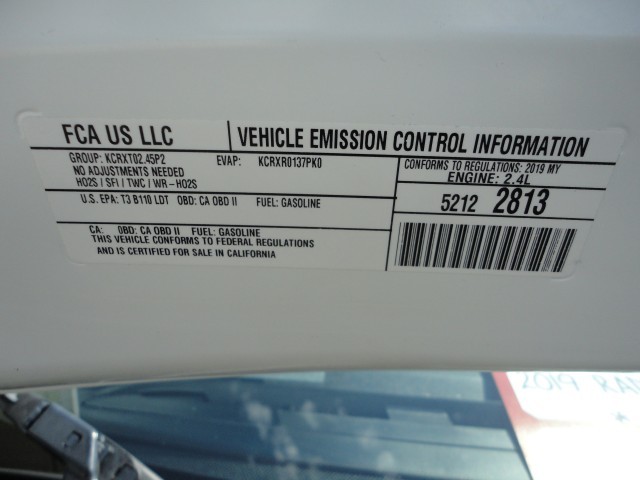 FCA US LLC
VEHICLE EMISSION CONTROL INFORMATION
GROUP: KCRXT02.45P2 EVAP: KCRXR0137PK0
NO ADJUSTMENTS NEEDED
HO2S / SFI / TWC / WR-HO2S
CONFORMS TO REGULATIONS: 2019 MY
ENGINE: 2.4L
U.S. EPA: T3 B110 LDT OBD: CA OBD II FUEL: GASOLINE
5212 2813
CA: OBD: CA OBD II FUEL: GASOLINE
THIS VEHICLE CONFORMS TO FEDERAL REGULATIONS
AND IS CERTIFIED FOR SALE IN CALIFORNIA
2019